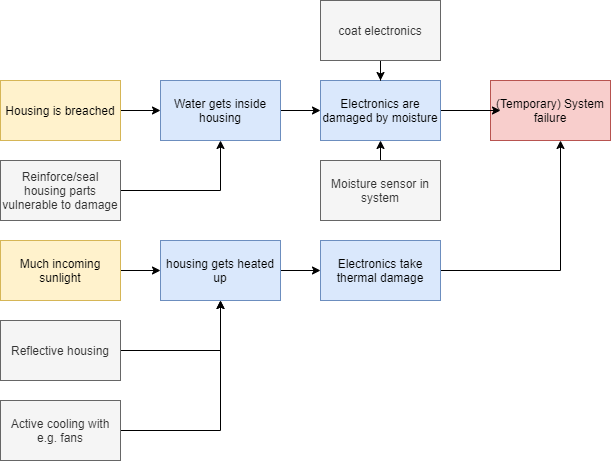 coat electronics
Housing is breached
Water gets inside
housing
Electronics are
damaged by moisture
(Temporary) System
failure
Reinforce/seal
housing parts
vulnerable to damage
Moisture sensor in
system
Much incoming
sunlight
housing gets heated
up
Electronics take
thermal damage
Reflective housing
Active cooling with
e.g. fans